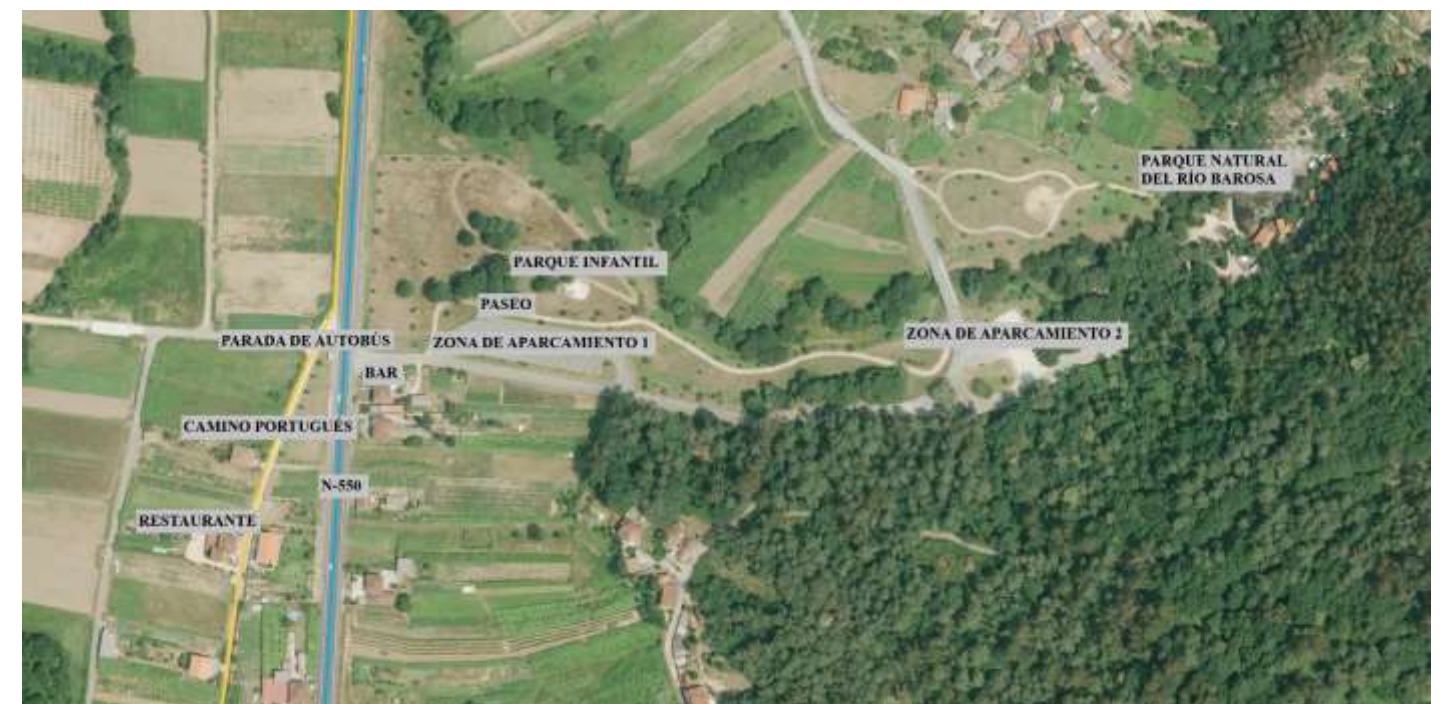 PARQUE NATURAL
DEL RÍO BAROSA
PARQUE INFANTIL
PASEO
PARADA DE AUTOBÚS
ZONA DE APARCAMIENTO 1
ZONA DE APARCAMIENTO 2
BAR
CAMINO PORTUGUÉS
N-550
RESTAURANTE